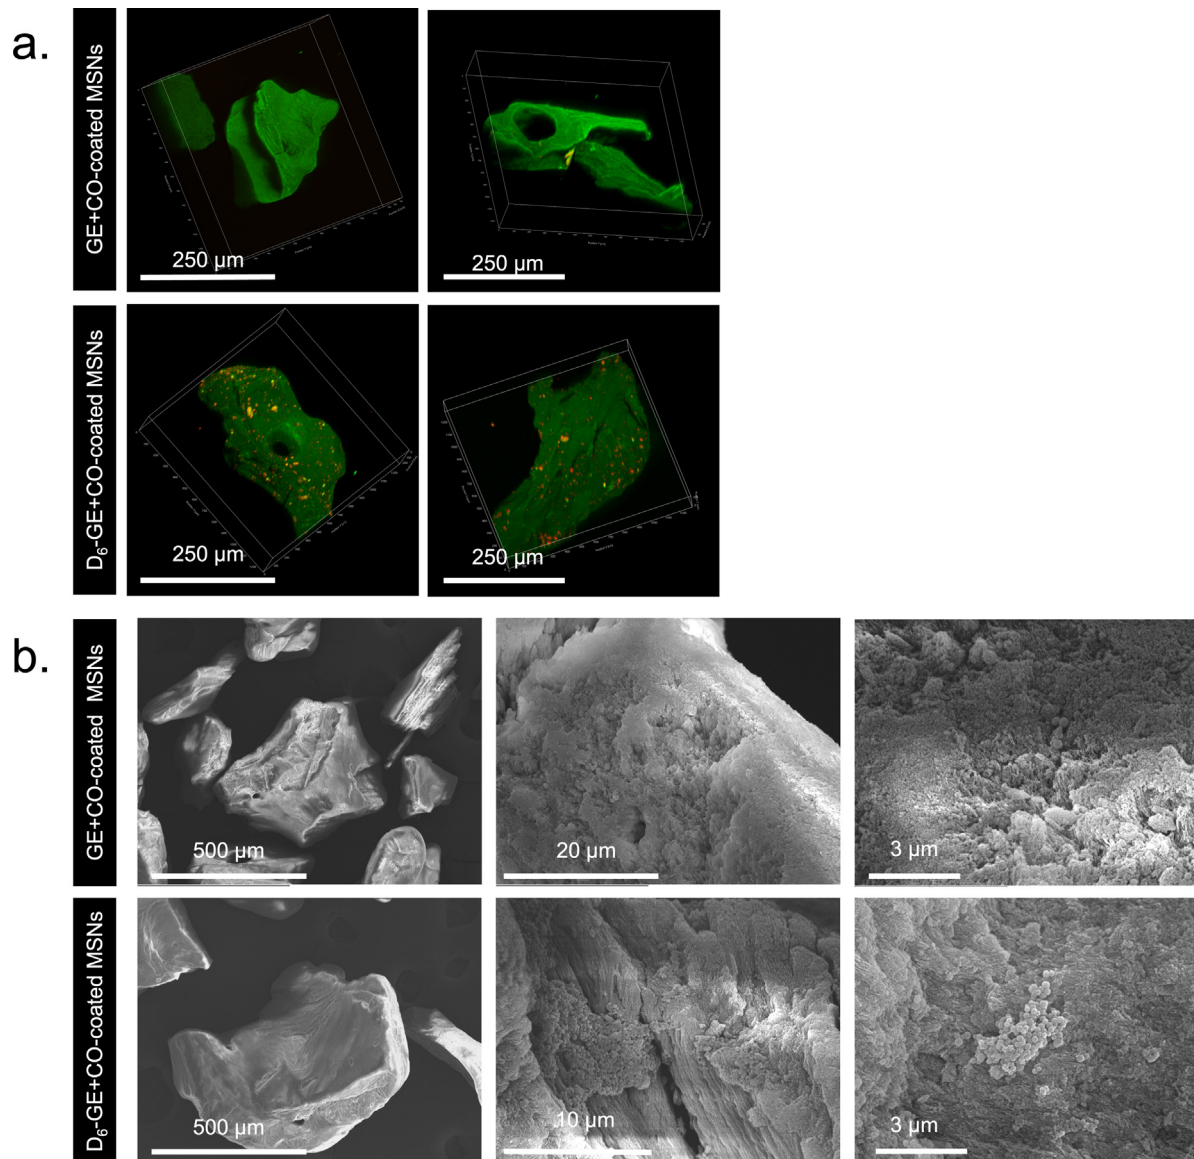 a.
GE+CO-coated MSNs
250 µm
250 µm
D₆-GE+CO-coated MSNs
250 µm
250 µm
b.
GE+CO-coated MSNs
500 µm
20 µm
3 µm
D₆-GE+CO-coated MSNs
500 µm
10 µm
3 µm